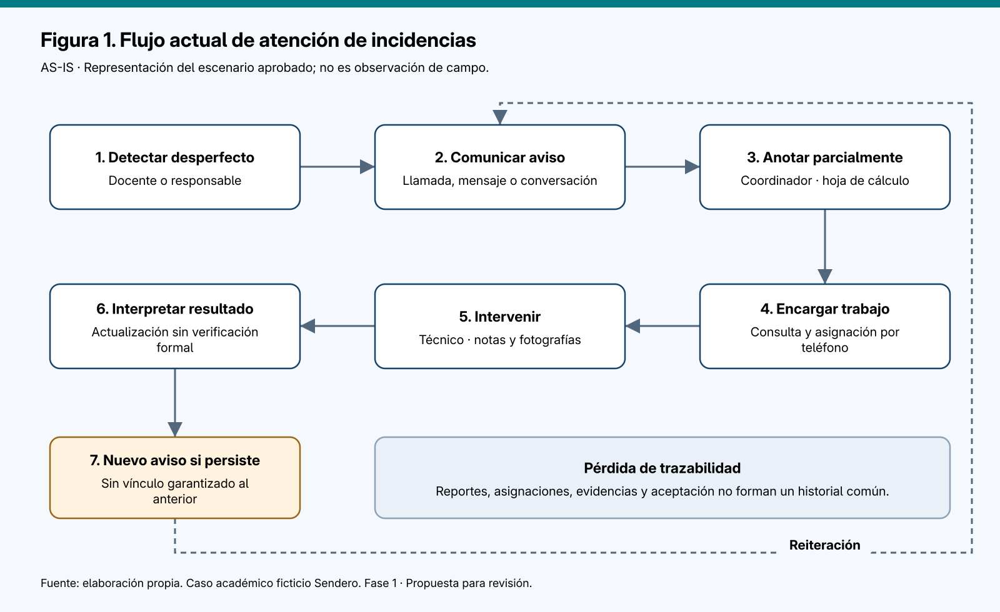 Figura 1. Flujo actual de atención de incidencias
AS-IS · Representación del escenario aprobado; no es observación de campo.
1. Detectar desperfecto
Docente o responsable
2. Comunicar aviso
Llamada, mensaje o conversación
3. Anotar parcialmente
Coordinador · hoja de cálculo
4. Encargar trabajo
Consulta y asignación por
teléfono
5. Intervenir
Técnico · notas y fotografías
6. Interpretar resultado
Actualización sin verificación
formal
7. Nuevo aviso si persiste
Sin vínculo garantizado al
anterior
Pérdida de trazabilidad
Reportes, asignaciones, evidencias y aceptación no forman un historial común.
Reiteración
Fuente: elaboración propia. Caso académico ficticio Sendero. Fase 1 · Propuesta para revisión.